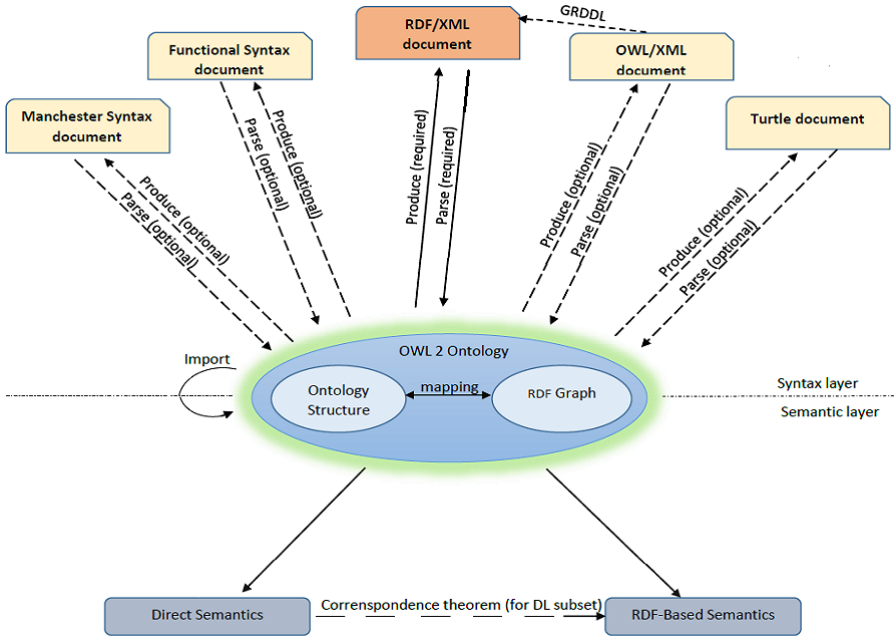 RDF/XML
document
GRDDL
Functional Syntax
document
OWL/XML
document
Manchester Syntax
document
Turtle document
Produce (optional)
Parse (optional)
Produce (optional)
Parse (optional)
Produce (required)
Parse (required)
Produce (optional)
Parse (optional)
Produce (optional)
Parse (optional)
OWL 2 Ontology
Import
Ontology
Structure
mapping
RDF Graph
Syntax layer
Semantic layer
Direct Semantics
Correnspondence theorem (for DL subset)
RDF-Based Semantics